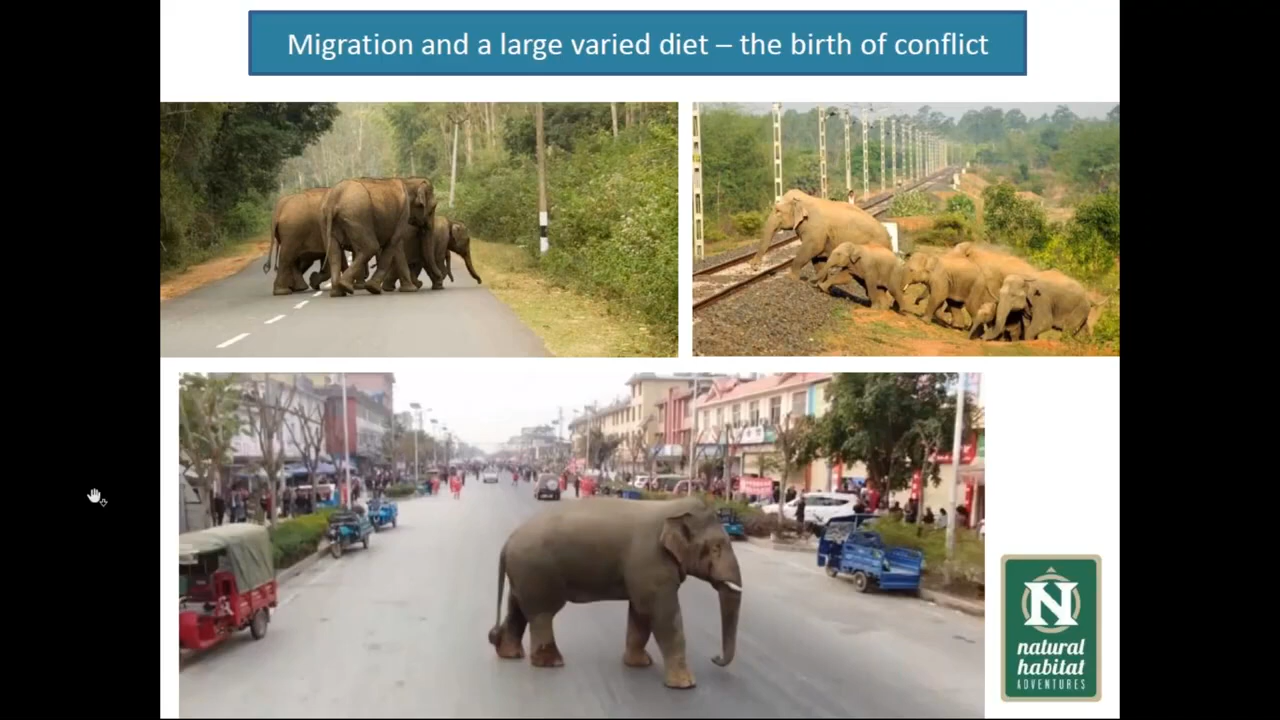 Migration and a large varied diet – the birth of conflict
N
natural
habitat
ADVENTURES